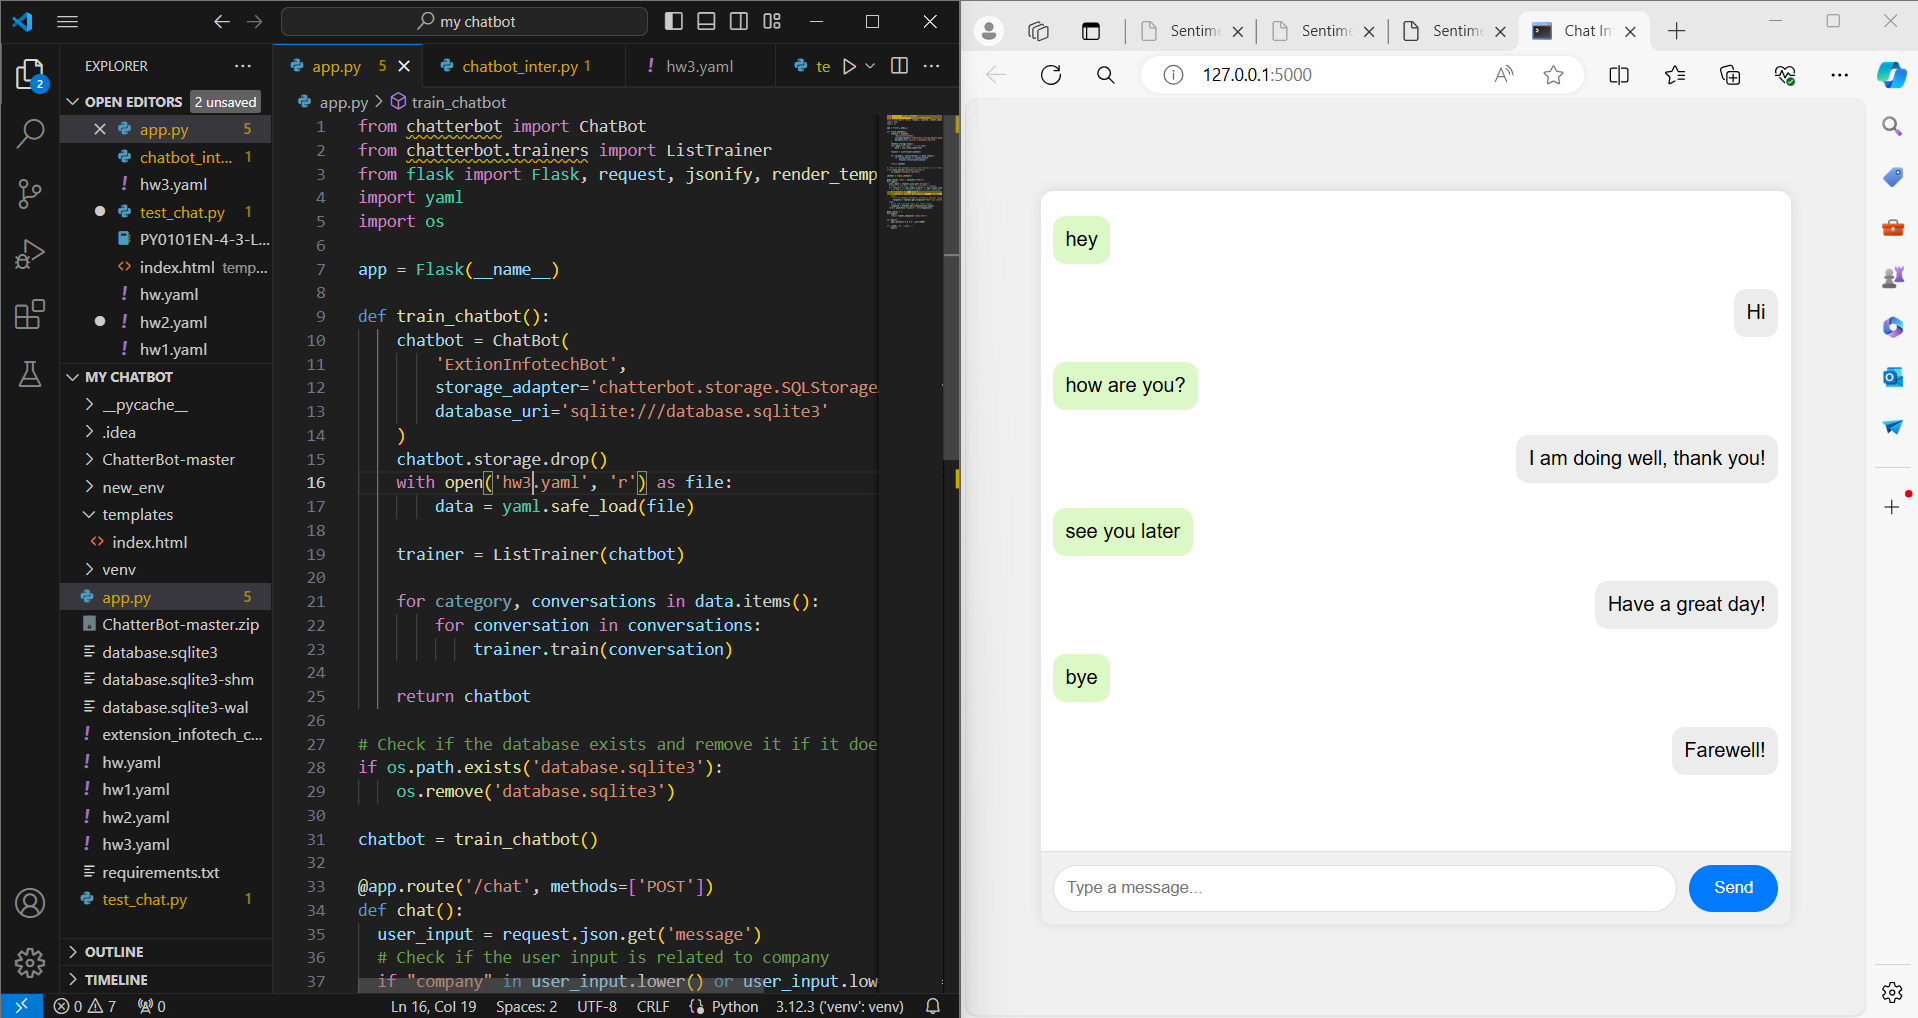 my chatbot
EXPLORER
OPEN EDITORS 2 unsaved
app.py 5
chatbot_int... 1
hw3.yaml
test_chat.py 1
PY0101EN-4-3-L...
index.html temp...
hw.yaml
hw2.yaml
hw1.yaml
MY CHATBOT
__pycache__
.idea
ChatterBot-master
new_env
templates
index.html
venv
app.py 5
ChatterBot-master.zip
database.sqlite3
database.sqlite3-shm
database.sqlite3-wal
extension_infotech_c...
hw.yaml
hw1.yaml
hw2.yaml
hw3.yaml
requirements.txt
test_chat.py 1
OUTLINE
TIMELINE
2
app.py 5 chatbot_inter.py 1 hw3.yaml te
app.py > train_chatbot
1 from chatterbot import ChatBot
2 from chatterbot.trainers import ListTrainer
3 from flask import Flask, request, jsonify, render_temp
4 import yaml
5 import os
6
7 app = Flask(__name__)
8
9 def train_chatbot():
10 chatbot = ChatBot(
11 'ExtionInfotechBot',
12 storage_adapter='chatterbot.storage.SQLStorage
13 database_uri='sqlite:///database.sqlite3'
14 )
15 chatbot.storage.drop()
16 with open('hw3.yaml', 'r') as file:
17 data = yaml.safe_load(file)
18
19 trainer = ListTrainer(chatbot)
20
21 for category, conversations in data.items():
22 for conversation in conversations:
23 trainer.train(conversation)
24
25 return chatbot
26
27 # Check if the database exists and remove it if it doe
28 if os.path.exists('database.sqlite3'):
29 os.remove('database.sqlite3')
30
31 chatbot = train_chatbot()
32
33 @app.route('/chat', methods=['POST'])
34 def chat():
35 user_input = request.json.get('message')
36 # Check if the user input is related to company
37 if "company" in user_input.lower() or user_input.low
0 7 0 Ln 16, Col 19 Spaces: 2 UTF-8 CRLF Python 3.12.3 ('venv': venv)
Sentime Sentime Sentime Chat In
127.0.0.1:5000
hey
Hi
how are you?
I am doing well, thank you!
see you later
Have a great day!
bye
Farewell!
Type a message... Send